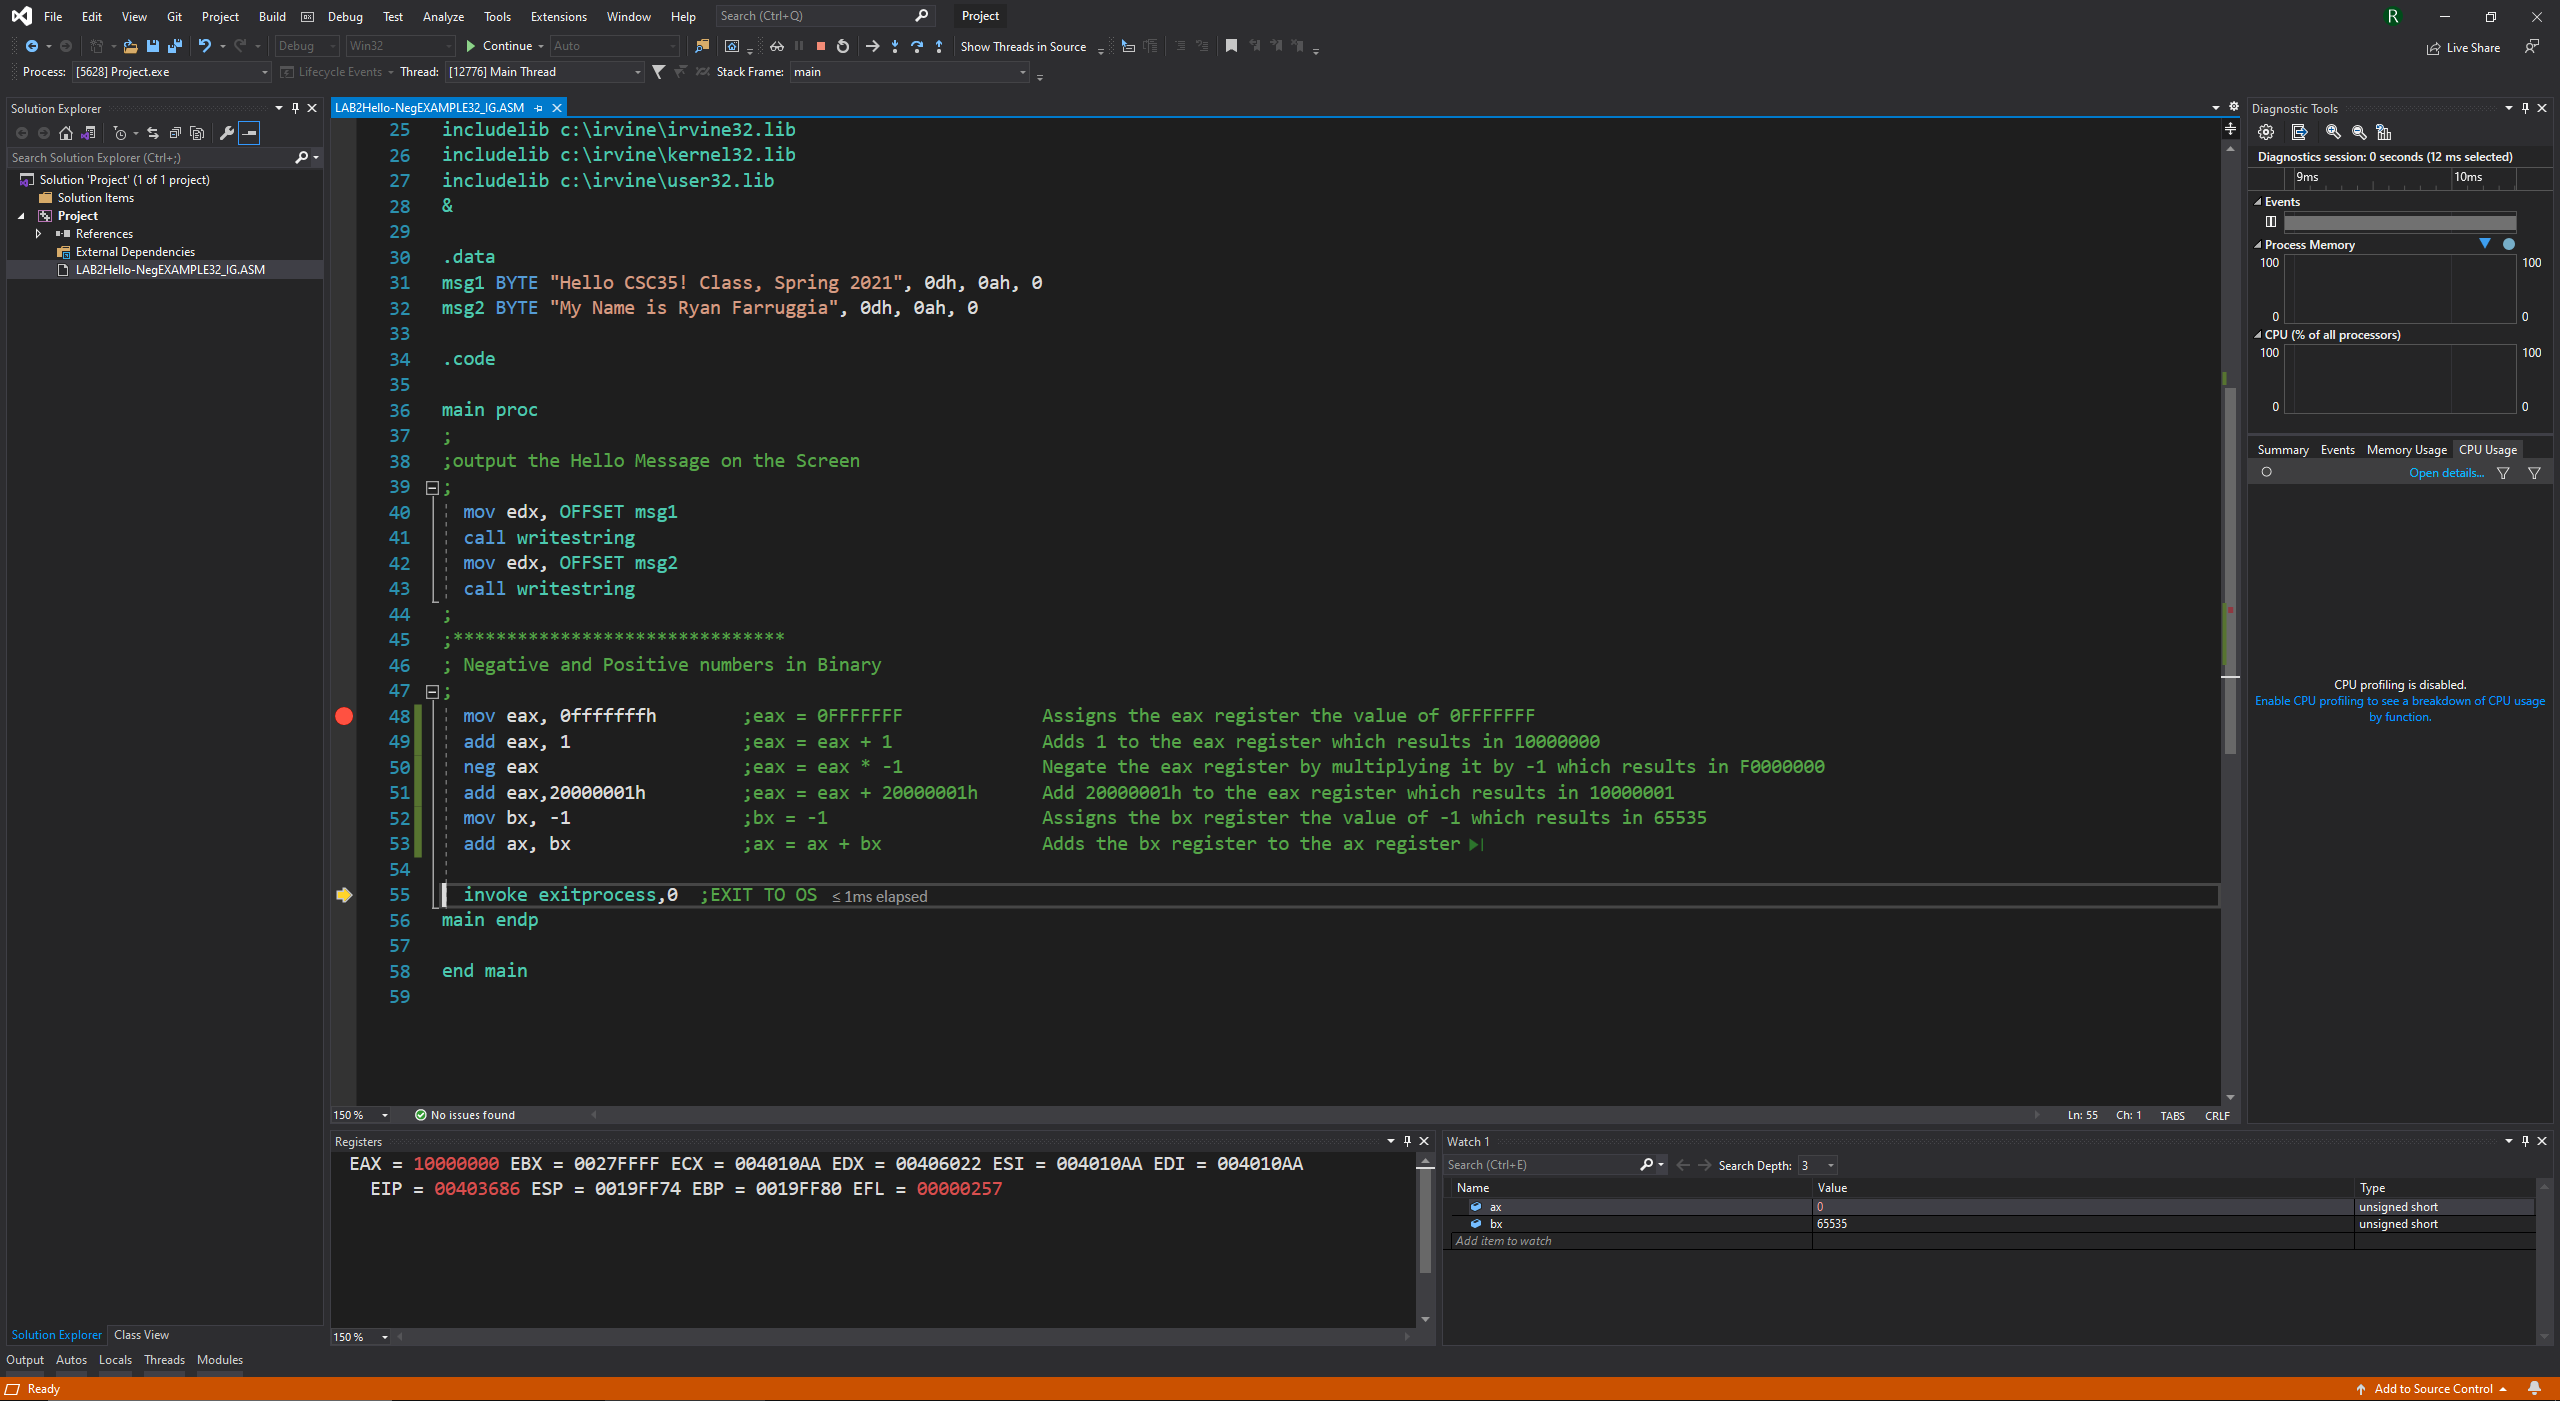 File Edit View Git Project Build Debug Test Analyze Tools Extensions Window Help Search (Ctrl+Q) Project R
Debug Win32 Continue Auto Show Threads in Source Live Share
Process: [5628] Project.exe Lifecycle Events Thread: [12776] Main Thread Stack Frame: main
Solution Explorer
Search Solution Explorer (Ctrl+;)
Solution 'Project' (1 of 1 project)
Solution Items
Project
References
External Dependencies
LAB2Hello-NegEXAMPLE32_IG.ASM
Solution Explorer Class View
LAB2Hello-NegEXAMPLE32_IG.ASM
25 includelib c:\irvine\irvine32.lib
26 includelib c:\irvine\kernel32.lib
27 includelib c:\irvine\user32.lib
28 &
29
30 .data
31 msg1 BYTE "Hello CSC35! Class, Spring 2021", 0dh, 0ah, 0
32 msg2 BYTE "My Name is Ryan Farruggia", 0dh, 0ah, 0
33
34 .code
35
36 main proc
37 ;
38 ;output the Hello Message on the Screen
39 ;
40 mov edx, OFFSET msg1
41 call writestring
42 mov edx, OFFSET msg2
43 call writestring
44 ;
45 ;*******************************
46 ; Negative and Positive numbers in Binary
47 ;
48 mov eax, 0fffffffh ;eax = 0FFFFFFF Assigns the eax register the value of 0FFFFFFF
49 add eax, 1 ;eax = eax + 1 Adds 1 to the eax register which results in 10000000
50 neg eax ;eax = eax * -1 Negate the eax register by multiplying it by -1 which results in F0000000
51 add eax,20000001h ;eax = eax + 20000001h Add 20000001h to the eax register which results in 10000001
52 mov bx, -1 ;bx = -1 Assigns the bx register the value of -1 which results in 65535
53 add ax, bx ;ax = ax + bx Adds the bx register to the ax register
54
55 invoke exitprocess,0 ;EXIT TO OS ≤ 1ms elapsed
56 main endp
57
58 end main
59
150 % No issues found Ln: 55 Ch: 1 TABS CRLF
Registers
EAX = 10000000 EBX = 0027FFFF ECX = 004010AA EDX = 00406022 ESI = 004010AA EDI = 004010AA
EIP = 00403686 ESP = 0019FF74 EBP = 0019FF80 EFL = 00000257
150 %
Watch 1
Search (Ctrl+E) Search Depth: 3
Name Value Type
ax 0 unsigned short
bx 65535 unsigned short
Add item to watch
Diagnostic Tools
Diagnostics session: 0 seconds (12 ms selected)
9ms 10ms
Events
Process Memory
100 100
0 0
CPU (% of all processors)
100 100
0 0
Summary Events Memory Usage CPU Usage
Open details...
CPU profiling is disabled.
Enable CPU profiling to see a breakdown of CPU usage
by function.
Output Autos Locals Threads Modules
Ready Add to Source Control